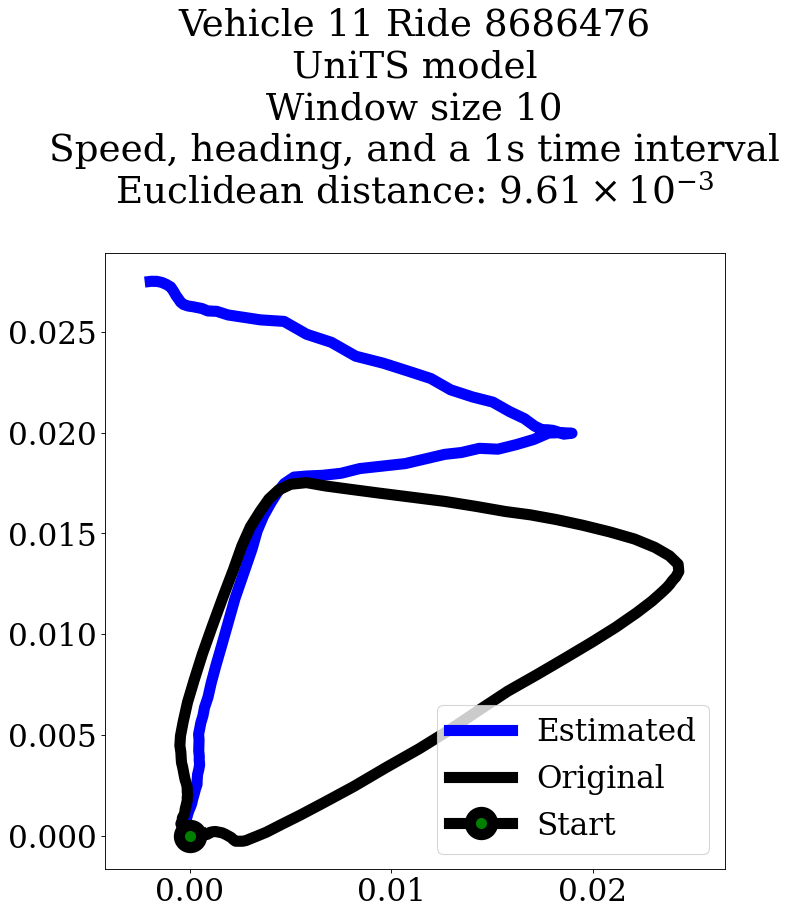 Vehicle 11 Ride 8686476
UniTS model
Window size 10
Speed, heading, and a 1s time interval
Euclidean distance: 9.61 × 10⁻³
0.025
0.020
0.015
0.010
0.005
0.000
0.00
0.01
0.02
Estimated
Original
Start